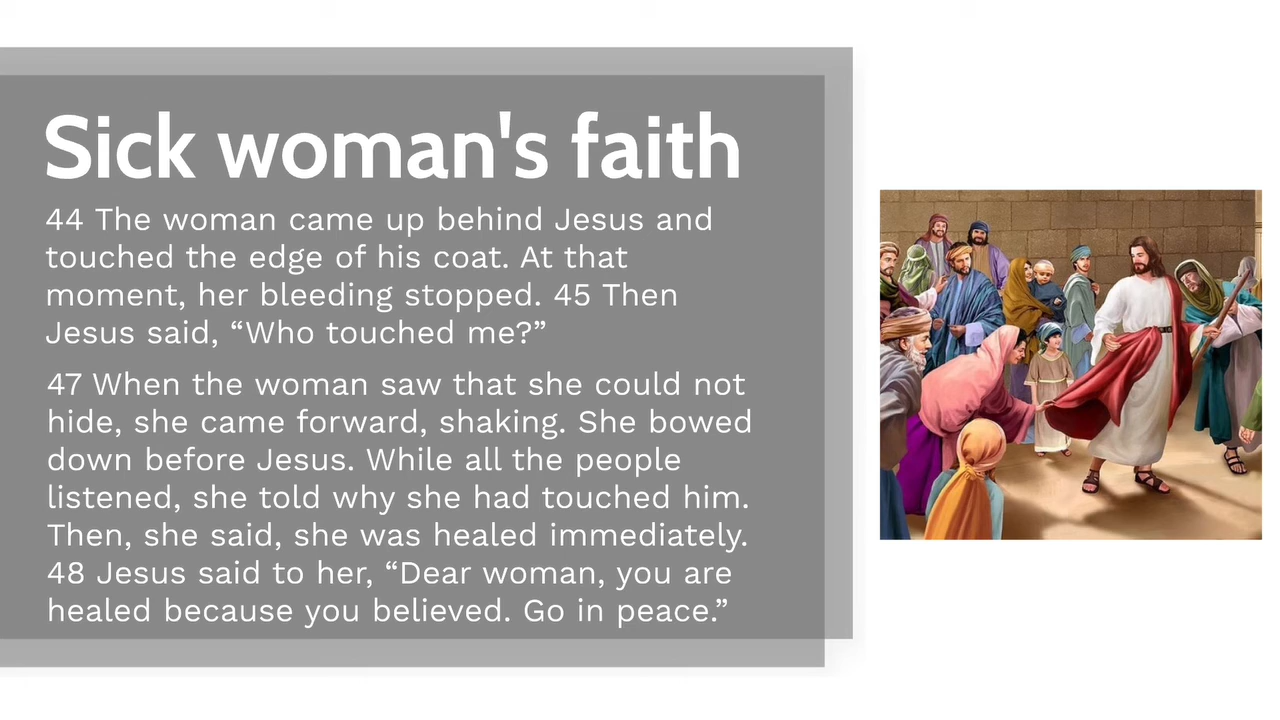 Sick woman's faith
44 The woman came up behind Jesus and
touched the edge of his coat. At that
moment, her bleeding stopped. 45 Then
Jesus said, “Who touched me?”
47 When the woman saw that she could not
hide, she came forward, shaking. She bowed
down before Jesus. While all the people
listened, she told why she had touched him.
Then, she said, she was healed immediately.
48 Jesus said to her, “Dear woman, you are
healed because you believed. Go in peace.”